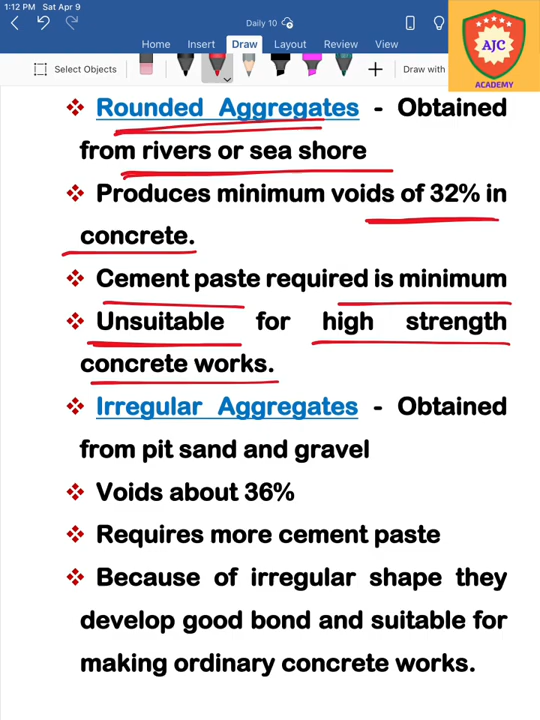 1:12 PM Sat Apr 9
Daily 10
Home Insert Draw Layout Review View
Select Objects Draw with
AJC
ACADEMY
Rounded Aggregates - Obtained
from rivers or sea shore
Produces minimum voids of 32% in
concrete.
Cement paste required is minimum
Unsuitable for high strength
concrete works.
Irregular Aggregates - Obtained
from pit sand and gravel
Voids about 36%
Requires more cement paste
Because of irregular shape they
develop good bond and suitable for
making ordinary concrete works.